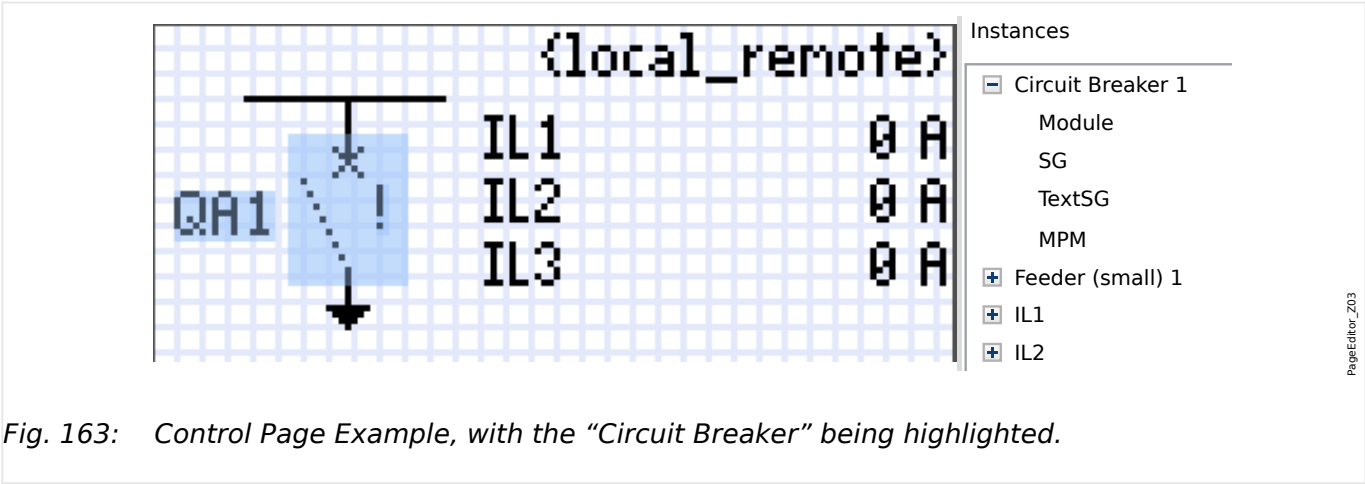 {local_remote}
IL1 0 A
QA1 ! IL2 0 A
IL3 0 A
Instances
Circuit Breaker 1
Module
SG
TextSG
MPM
Feeder (small) 1
IL1
IL2
PageEditor_Z03
Fig. 163: Control Page Example, with the “Circuit Breaker” being highlighted.